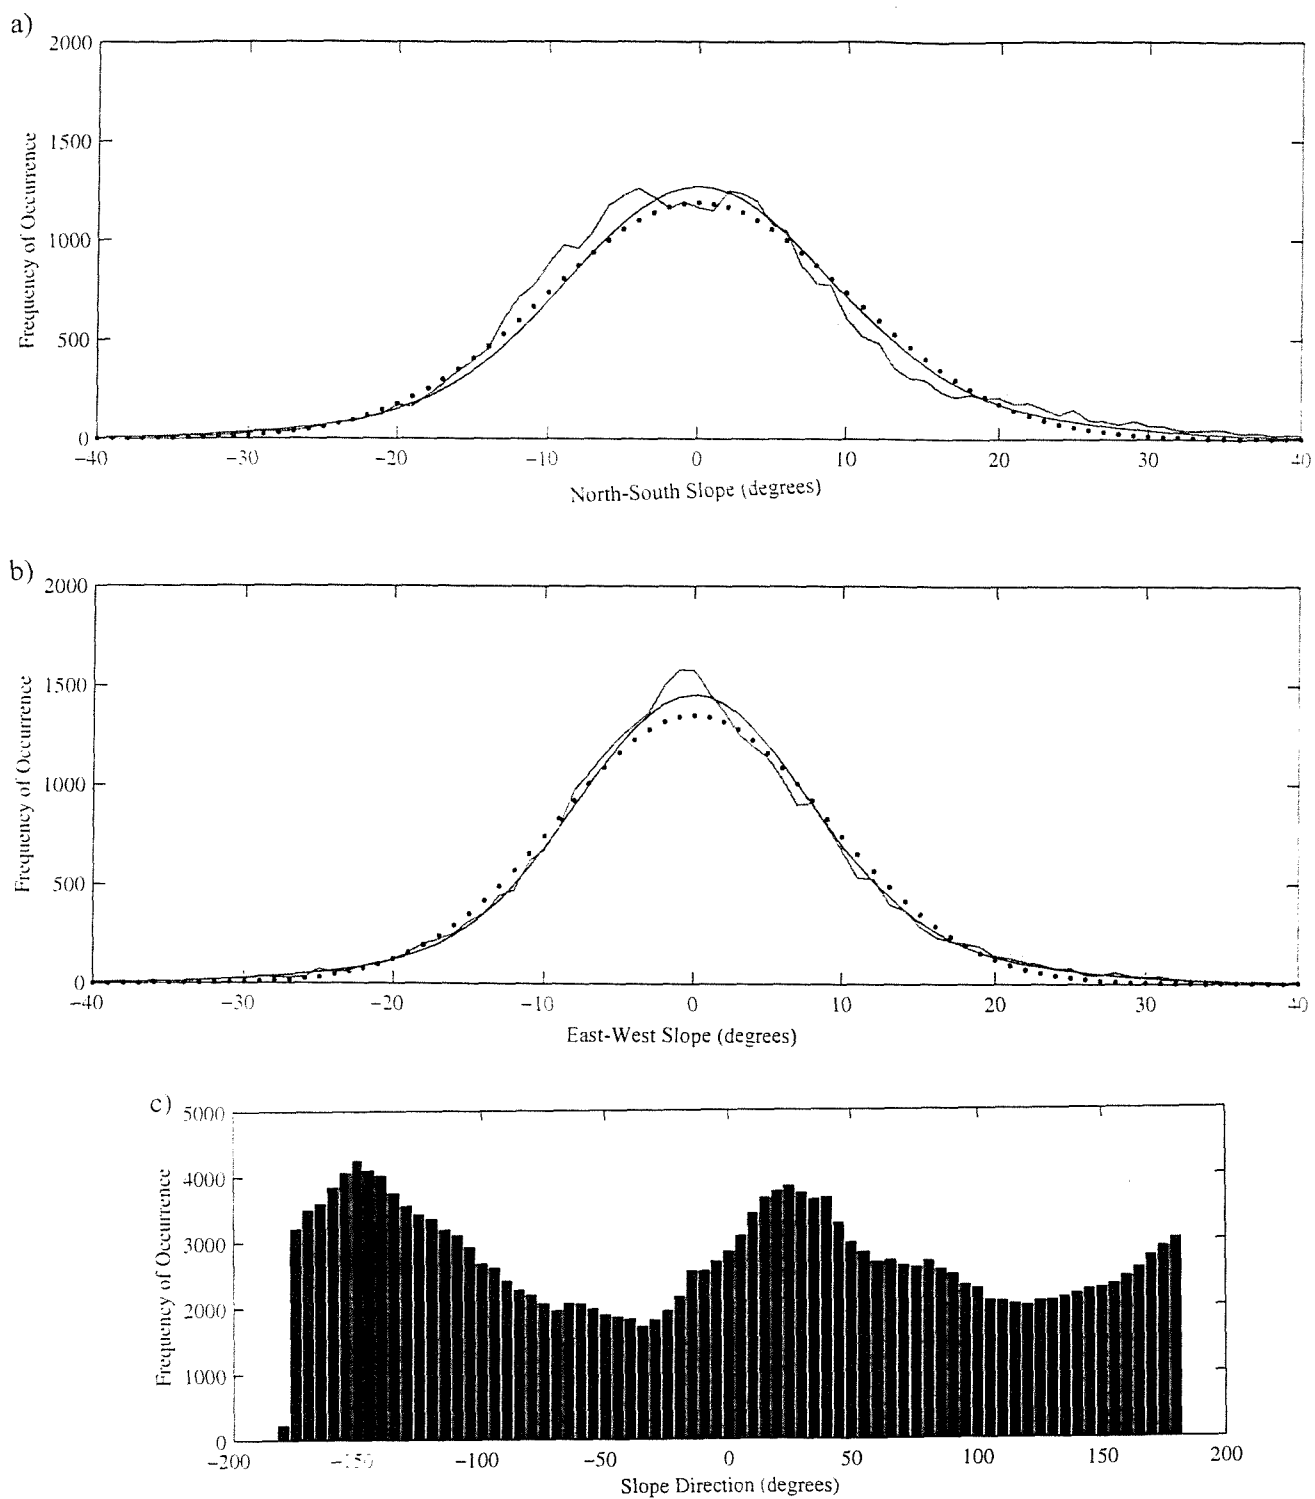 a)
2000
1500
1000
500
0
Frequency of Occurrence
−40 −30 −20 −10 0 10 20 30 40
North-South Slope (degrees)
b)
2000
1500
1000
500
0
Frequency of Occurrence
−40 −30 −20 −10 0 10 20 30 40
East-West Slope (degrees)
c)
5000
4000
3000
2000
1000
0
Frequency of Occurrence
−200 −150 −100 −50 0 50 100 150 200
Slope Direction (degrees)